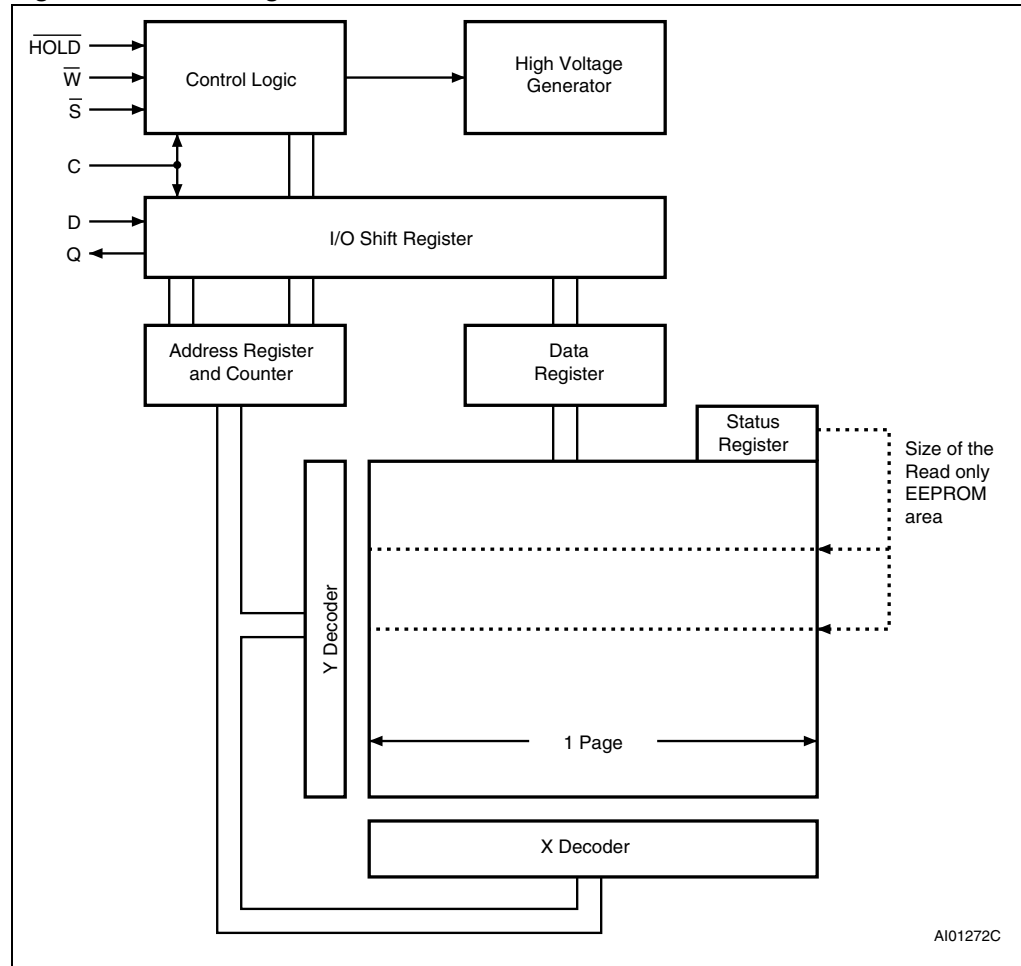 HOLD
W
S
C
D
Q
Control Logic
High Voltage
Generator
I/O Shift Register
Address Register
and Counter
Data
Register
Status
Register
Size of the
Read only
EEPROM
area
Y Decoder
1 Page
X Decoder
AI01272C